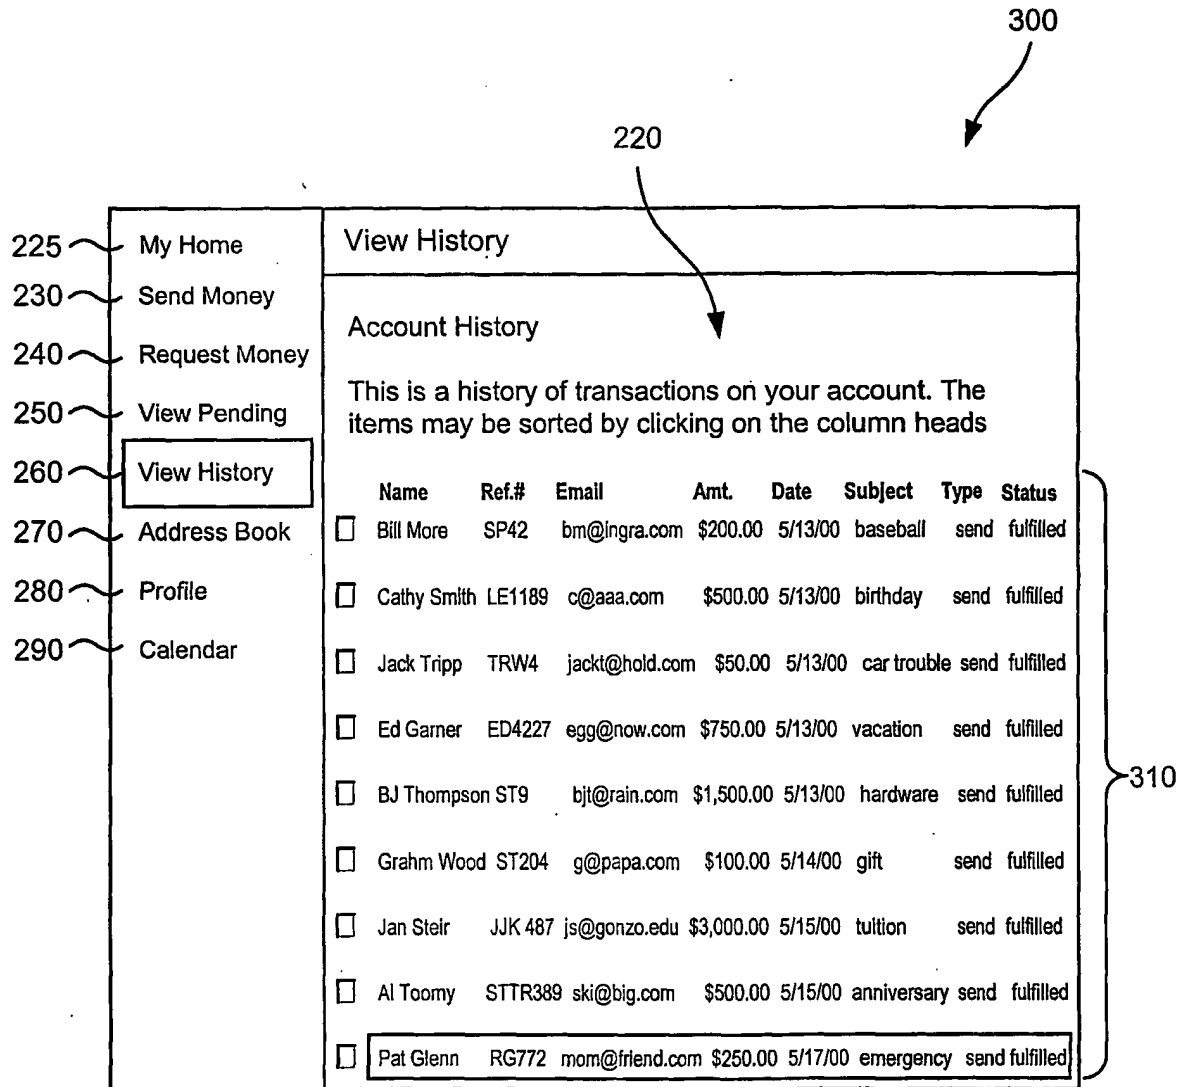 300
220
225 My Home
230 Send Money
240 Request Money
250 View Pending
260 View History
270 Address Book
280 Profile
290 Calendar
View History
Account History
This is a history of transactions on your account. The
items may be sorted by clicking on the column heads
Name Ref.# Email Amt. Date Subject Type Status
Bill More SP42 bm@ingra.com $200.00 5/13/00 baseball send fulfilled
Cathy Smith LE1189 c@aaa.com $500.00 5/13/00 birthday send fulfilled
Jack Tripp TRW4 jackt@hold.com $50.00 5/13/00 car trouble send fulfilled
Ed Garner ED4227 egg@now.com $750.00 5/13/00 vacation send fulfilled
BJ Thompson ST9 bjt@rain.com $1,500.00 5/13/00 hardware send fulfilled
Grahm Wood ST204 g@papa.com $100.00 5/14/00 gift send fulfilled
Jan Steir JJK 487 js@gonzo.edu $3,000.00 5/15/00 tuition send fulfilled
Al Toomy STTR389 ski@big.com $500.00 5/15/00 anniversary send fulfilled
Pat Glenn RG772 mom@friend.com $250.00 5/17/00 emergency send fulfilled
310